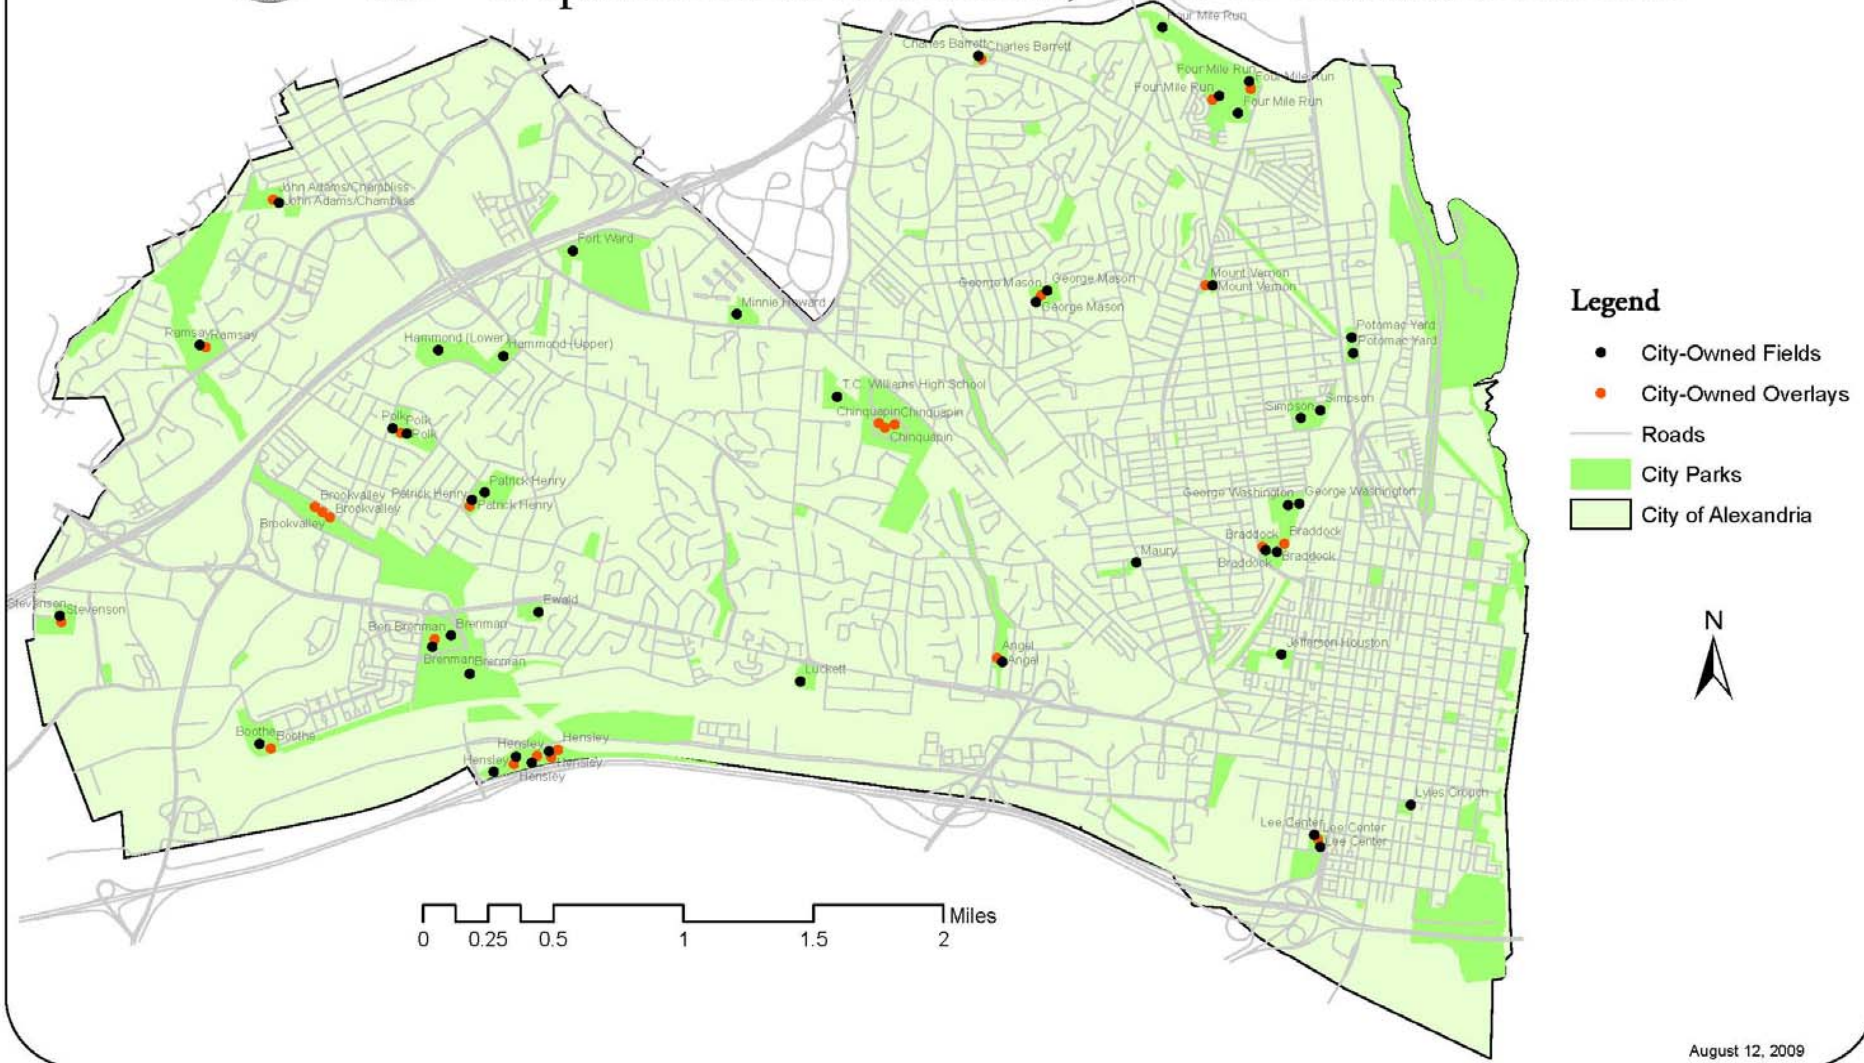 Four Mile Run
Charles Barrett Charles Barrett
Four Mile Run Four Mile Run
Four Mile Run
Four Mile Run
John Adams/Chambliss
John Adams/Chambliss
Fort Ward
George Mason George Mason
George Mason
Mount Vernon
Mount Vernon
Minnie Howard
Ramsay Ramsay
Hammond (Lower) Hammond (Upper)
Potomac Yard
Potomac Yard
T.C. Williams High School
Chinquapin Chinquapin
Chinquapin
Simpson Simpson
Polk Polk
Polk
Patrick Henry
Patrick Henry
Patrick Henry
Brookvalley
Brookvalley
Brookvalley
George Washington George Washington
Braddock Braddock
Braddock Braddock
Maury
Stevenson Stevenson
Ewald
Ben Brenman Brenman
Brenman Brenman
Jefferson Houston
Angel
Angel
Luckett
Boothe Boothe
Hensley Hensley
Hensley Hensley
Hensley
Lyles Crouch
Lee Center Lee Center
Lee Center
Legend
City-Owned Fields
City-Owned Overlays
Roads
City Parks
City of Alexandria
N
Miles
0 0.25 0.5 1 1.5 2
August 12, 2009